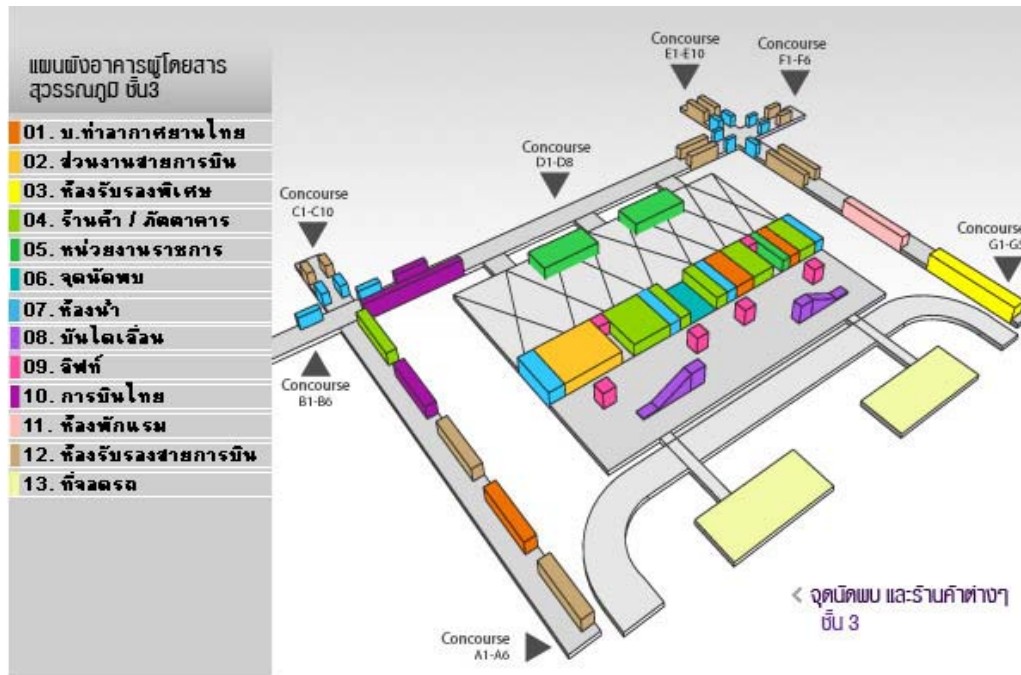 แผนผังอาคารผู้โดยสาร
สุวรรณภูมิ ชั้น3
01. บ.ท่าอากาศยานไทย
02. ส่วนงานสายการบิน
03. ห้องรับรองพิเศษ
04. ร้านค้า / ภัตตาคาร
05. หน่วยงานราชการ
06. จุดนัดพบ
07. ห้องน้ำ
08. บันไดเลื่อน
09. ลิฟท์
10. การบินไทย
11. ห้องพักแรม
12. ห้องรับรองสายการบิน
13. ที่จอดรถ
Concourse
E1-E10
Concourse
F1-F6
Concourse
D1-D8
Concourse
C1-C10
Concourse
G1-G5
Concourse
B1-B6
Concourse
A1-A6
< จุดนัดพบ และร้านค้าต่างๆ
ชั้น 3